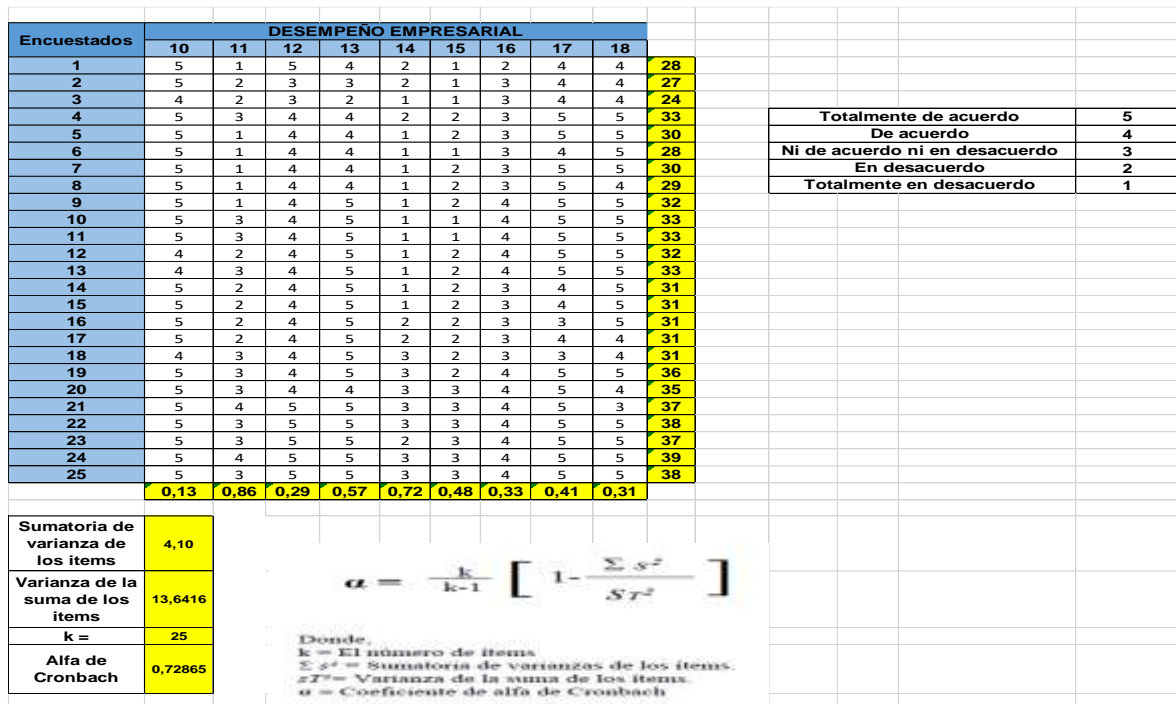 Encuestados DESEMPEÑO EMPRESARIAL
10 11 12 13 14 15 16 17 18
1 5 1 5 4 2 1 2 4 4 28
2 5 2 3 3 2 1 3 4 4 27
3 4 2 3 2 1 1 3 4 4 24
4 5 3 4 4 2 2 3 5 5 33
5 5 1 4 4 1 2 3 5 5 30
6 5 1 4 4 1 1 3 4 5 28
7 5 1 4 4 1 2 3 5 5 30
8 5 1 4 4 1 2 3 5 4 29
9 5 1 4 5 1 2 4 5 5 32
10 5 3 4 5 1 1 4 5 5 33
11 5 3 4 5 1 1 4 5 5 33
12 4 2 4 5 1 2 4 5 5 32
13 4 3 4 5 1 2 4 5 5 33
14 5 2 4 5 1 2 3 4 5 31
15 5 2 4 5 1 2 3 4 5 31
16 5 2 4 5 2 2 3 3 5 31
17 5 2 4 5 2 2 3 4 4 31
18 4 3 4 5 3 2 3 3 4 31
19 5 3 4 5 3 2 4 5 5 36
20 5 3 4 4 3 3 4 5 4 35
21 5 4 5 5 3 3 4 5 3 37
22 5 3 5 5 3 3 4 5 5 38
23 5 3 5 5 2 3 4 5 5 37
24 5 4 5 5 3 3 4 5 5 39
25 5 3 5 5 3 3 4 5 5 38
0,13 0,86 0,29 0,57 0,72 0,48 0,33 0,41 0,31
Totalmente de acuerdo 5
De acuerdo 4
Ni de acuerdo ni en desacuerdo 3
En desacuerdo 2
Totalmente en desacuerdo 1
Sumatoria de
varianza de
los items
4,10
Varianza de la
suma de los
items
13,6416
k = 25
Alfa de
Cronbach
0,72865
α = k/k-1 [ 1- Σ s²/ST² ]
Donde,
k = El número de ítems
Σ s² = Sumatoria de varianzas de los ítems.
sT² = Varianza de la suma de los ítems.
α = Coeficiente de alfa de Cronbach